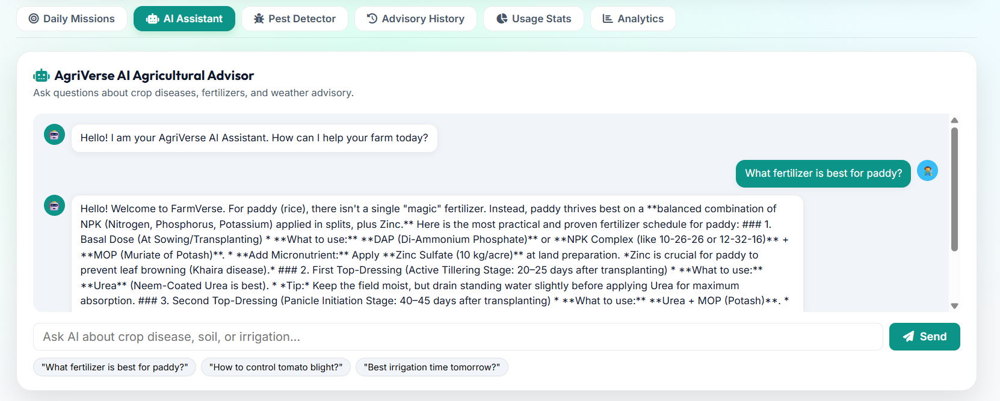 Daily Missions
AI Assistant
Pest Detector
Advisory History
Usage Stats
Analytics
AgriVerse AI Agricultural Advisor
Ask questions about crop diseases, fertilizers, and weather advisory.
Hello! I am your AgriVerse AI Assistant. How can I help your farm today?
What fertilizer is best for paddy?
Hello! Welcome to FarmVerse. For paddy (rice), there isn't a single "magic" fertilizer. Instead, paddy thrives best on a **balanced combination of
NPK (Nitrogen, Phosphorus, Potassium) applied in splits, plus Zinc.** Here is the most practical and proven fertilizer schedule for paddy: ### 1.
Basal Dose (At Sowing/Transplanting) * **What to use:** **DAP (Di-Ammonium Phosphate)** or **NPK Complex (like 10-26-26 or 12-32-16)** +
**MOP (Muriate of Potash)**. * **Add Micronutrient:** Apply **Zinc Sulfate (10 kg/acre)** at land preparation. *Zinc is crucial for paddy to
prevent leaf browning (Khaira disease).* ### 2. First Top-Dressing (Active Tillering Stage: 20–25 days after transplanting) * **What to use:**
**Urea** (Neem-Coated Urea is best). * *Tip:* Keep the field moist, but drain standing water slightly before applying Urea for maximum
absorption. ### 3. Second Top-Dressing (Panicle Initiation Stage: 40–45 days after transplanting) * **What to use:** **Urea + MOP (Potash)**. *
Ask AI about crop disease, soil, or irrigation...
Send
"What fertilizer is best for paddy?"
"How to control tomato blight?"
"Best irrigation time tomorrow?"